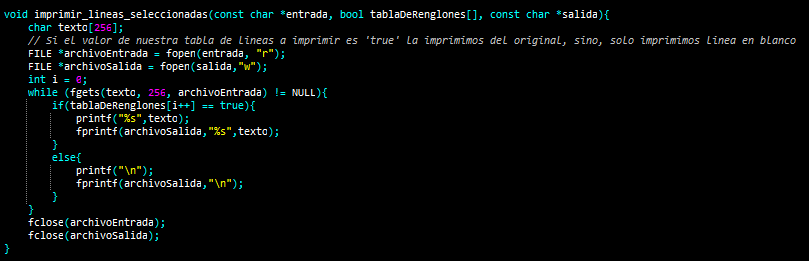 void imprimir_lineas_seleccionadas(const char *entrada, bool tablaDeRenglones[], const char *salida){
    char texto[256];
    // Si el valor de nuestra tabla de lineas a imprimir es 'true' la imprimimos del original, sino, solo imprimimos linea en blanco
    FILE *archivoEntrada = fopen(entrada, "r");
    FILE *archivoSalida = fopen(salida,"w");
    int i = 0;
    while (fgets(texto, 256, archivoEntrada) != NULL){
        if(tablaDeRenglones[i++] == true){
            printf("%s",texto);
            fprintf(archivoSalida,"%s",texto);
        }
        else{
            printf("\n");
            fprintf(archivoSalida,"\n");
        }
    }
    fclose(archivoEntrada);
    fclose(archivoSalida);
}